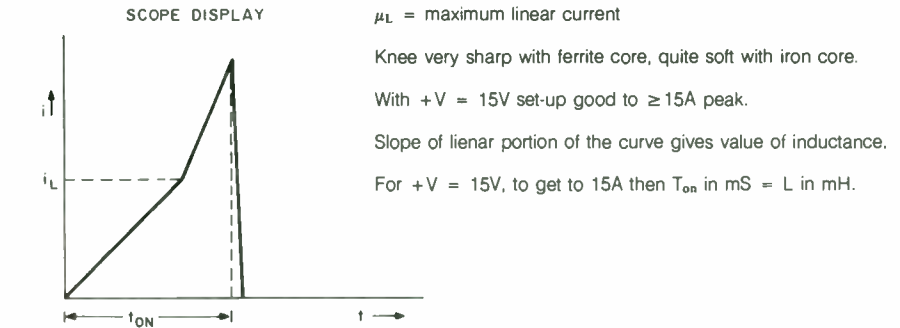 SCOPE DISPLAY
μL = maximum linear current
Knee very sharp with ferrite core, quite soft with iron core.
With +V = 15V set-up good to ≥15A peak.
Slope of lienar portion of the curve gives value of inductance.
For +V = 15V, to get to 15A then Ton in mS = L in mH.
i
iL
tON
t